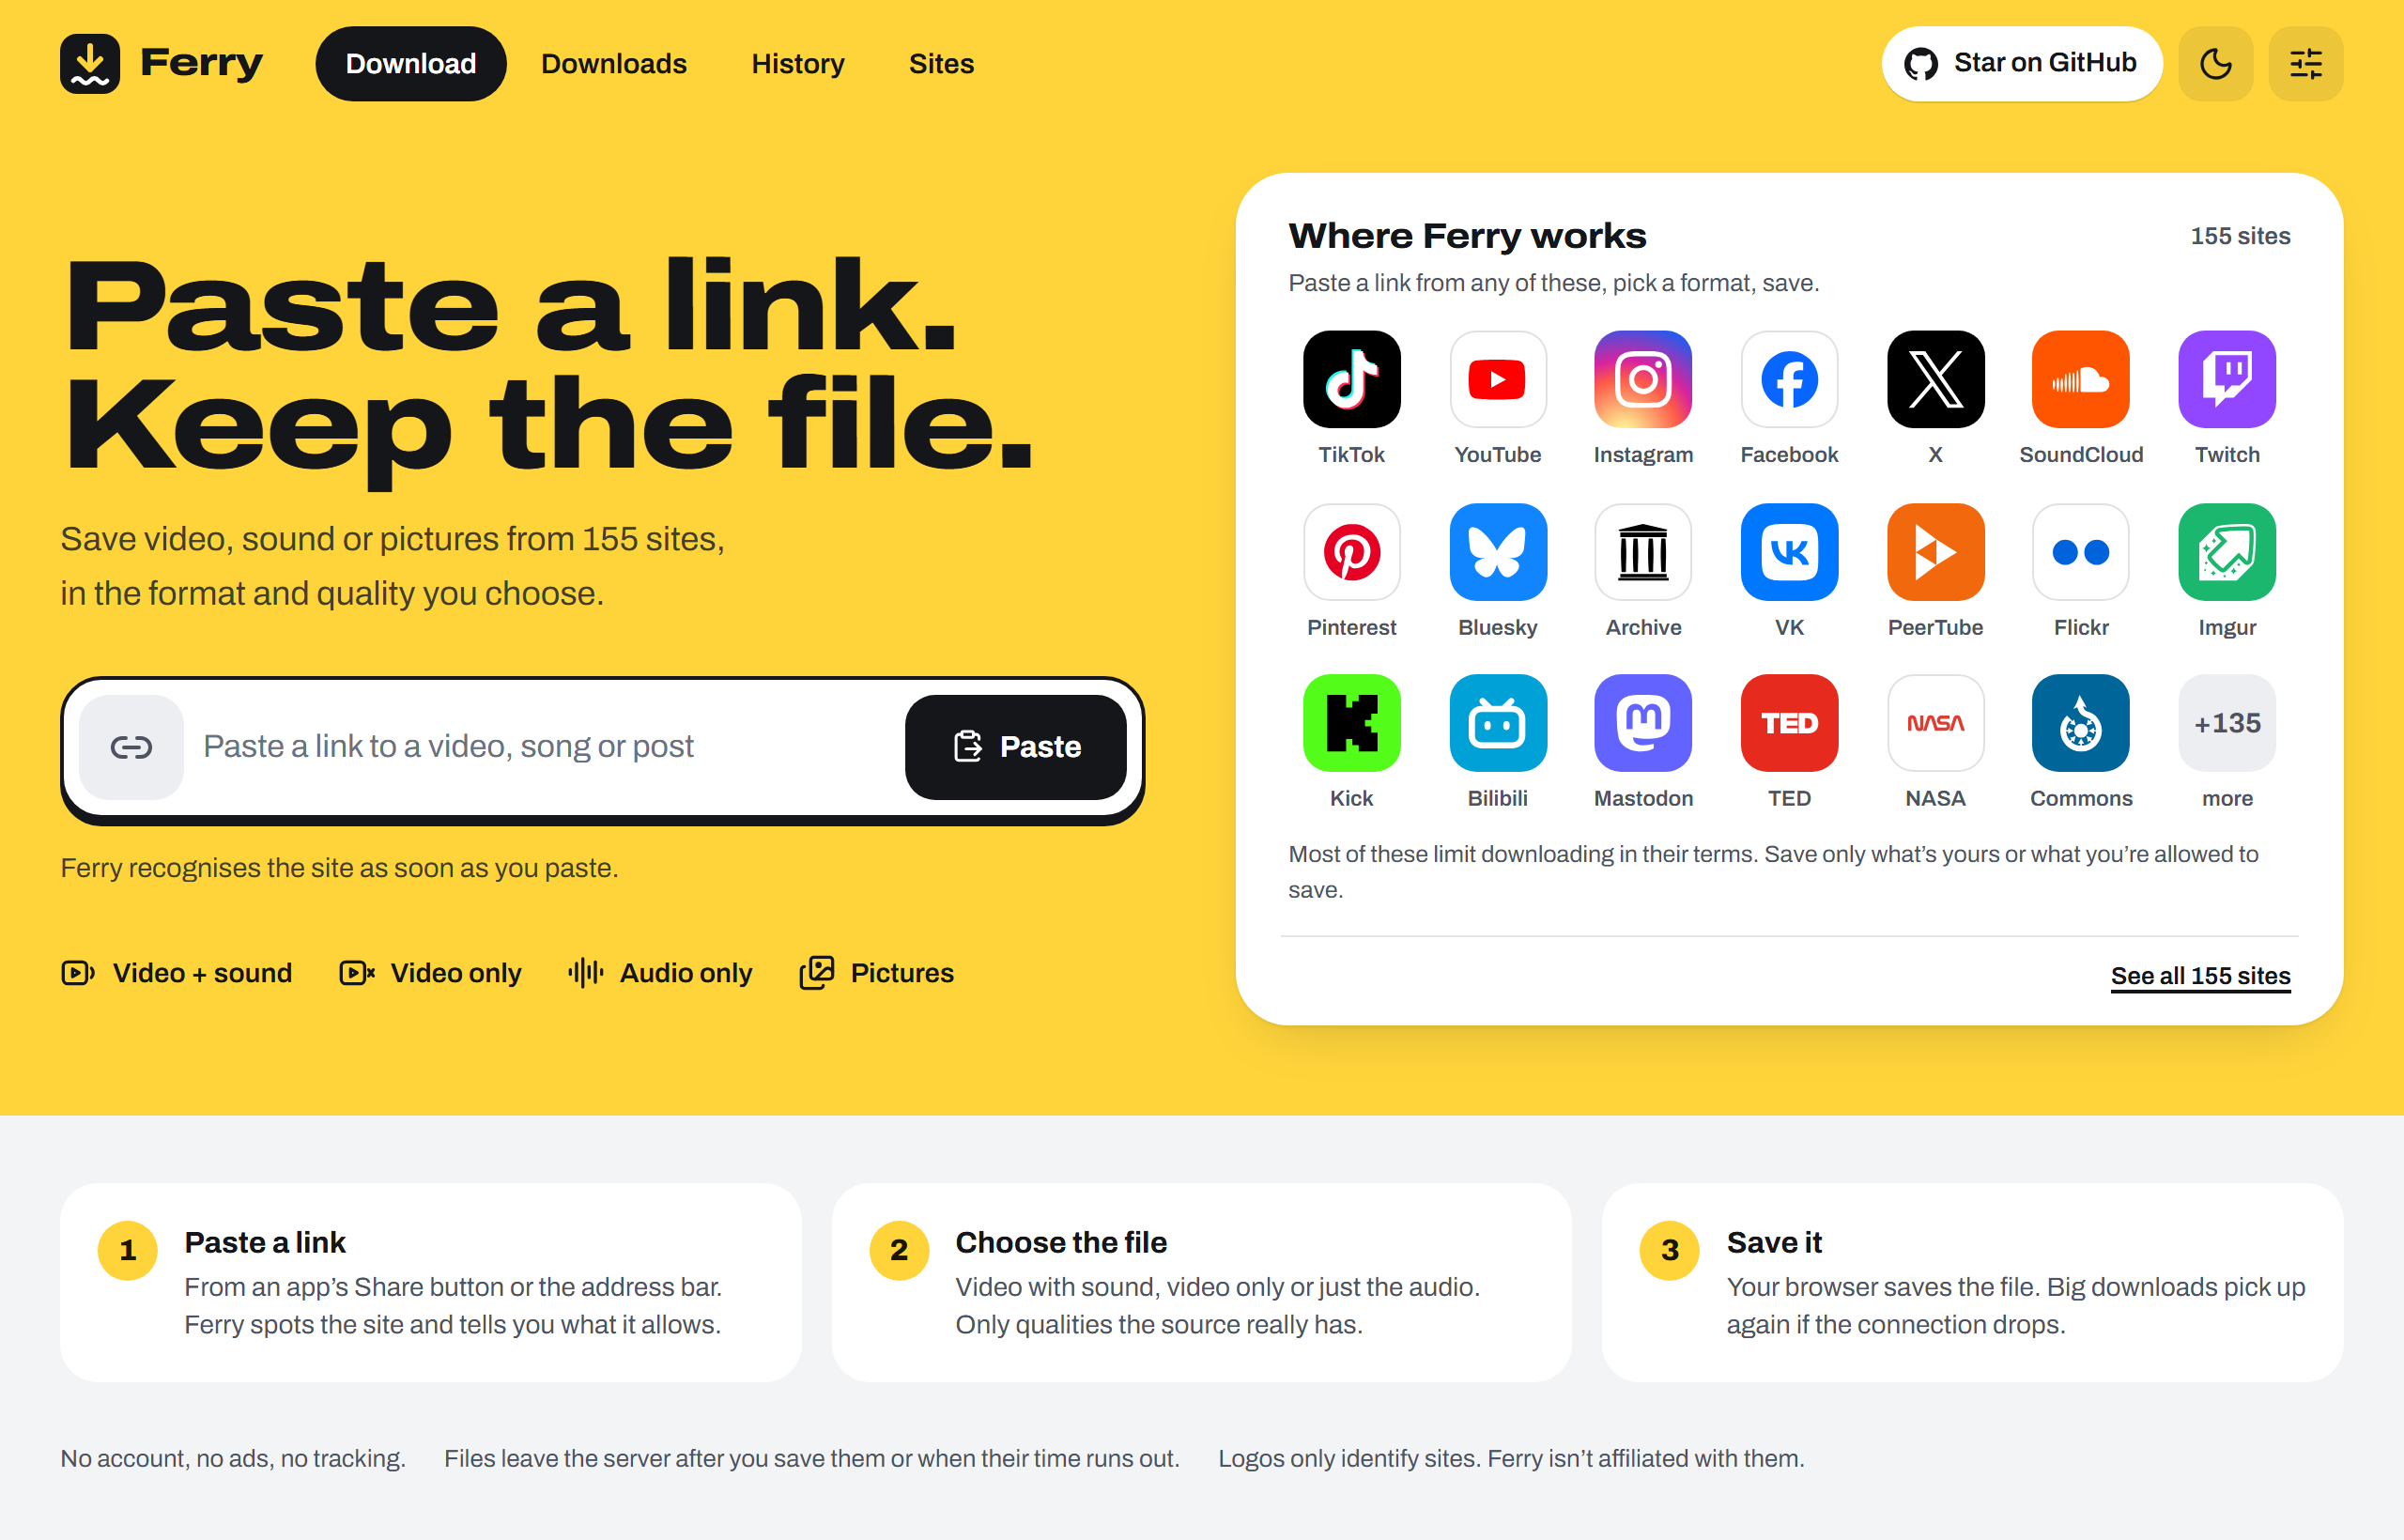 Ferry
Download
Downloads
History
Sites
Star on GitHub
Paste a link.
Keep the file.
Save video, sound or pictures from 155 sites,
in the format and quality you choose.
Paste a link to a video, song or post
Paste
Ferry recognises the site as soon as you paste.
Video + sound
Video only
Audio only
Pictures
Where Ferry works
155 sites
Paste a link from any of these, pick a format, save.
TikTok
YouTube
Instagram
Facebook
X
SoundCloud
Twitch
Pinterest
Bluesky
Archive
VK
VK
PeerTube
Flickr
Imgur
TED
NASA
+135
Kick
Bilibili
Mastodon
TED
NASA
Commons
more
Most of these limit downloading in their terms. Save only what’s yours or what you’re allowed to
save.
See all 155 sites
1
Paste a link
From an app’s Share button or the address bar.
Ferry spots the site and tells you what it allows.
2
Choose the file
Video with sound, video only or just the audio.
Only qualities the source really has.
3
Save it
Your browser saves the file. Big downloads pick up
again if the connection drops.
No account, no ads, no tracking.
Files leave the server after you save them or when their time runs out.
Logos only identify sites. Ferry isn’t affiliated with them.